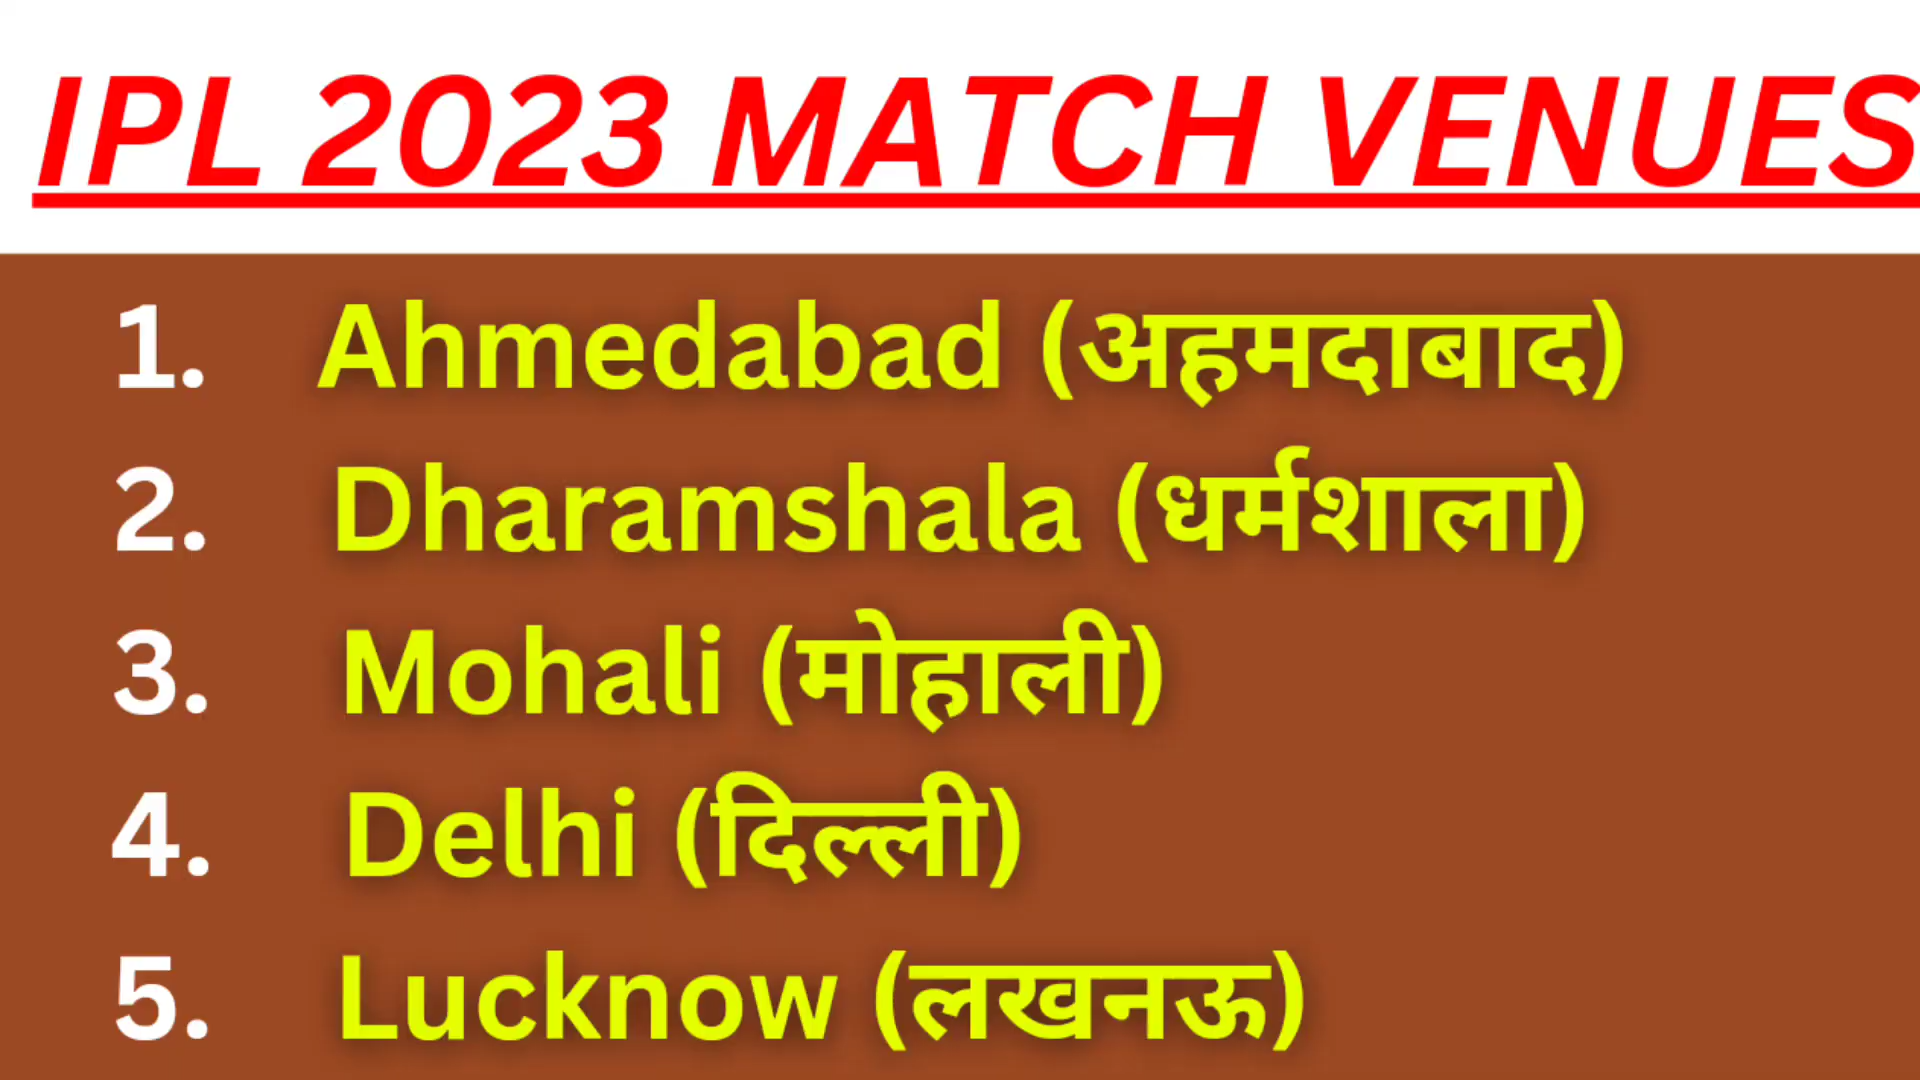 IPL 2023 MATCH VENUES
1. Ahmedabad (अहमदाबाद)
2. Dharamshala (धर्मशाला)
3. Mohali (मोहाली)
4. Delhi (दिल्ली)
5. Lucknow (लखनऊ)